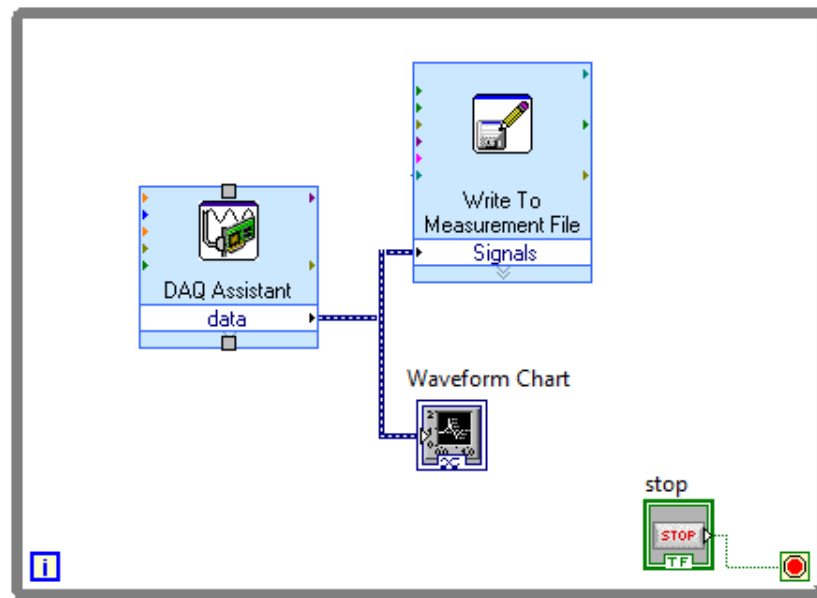 Write To
Measurement File
Signals
DAQ Assistant
data
Waveform Chart
stop
STOP
TF
i